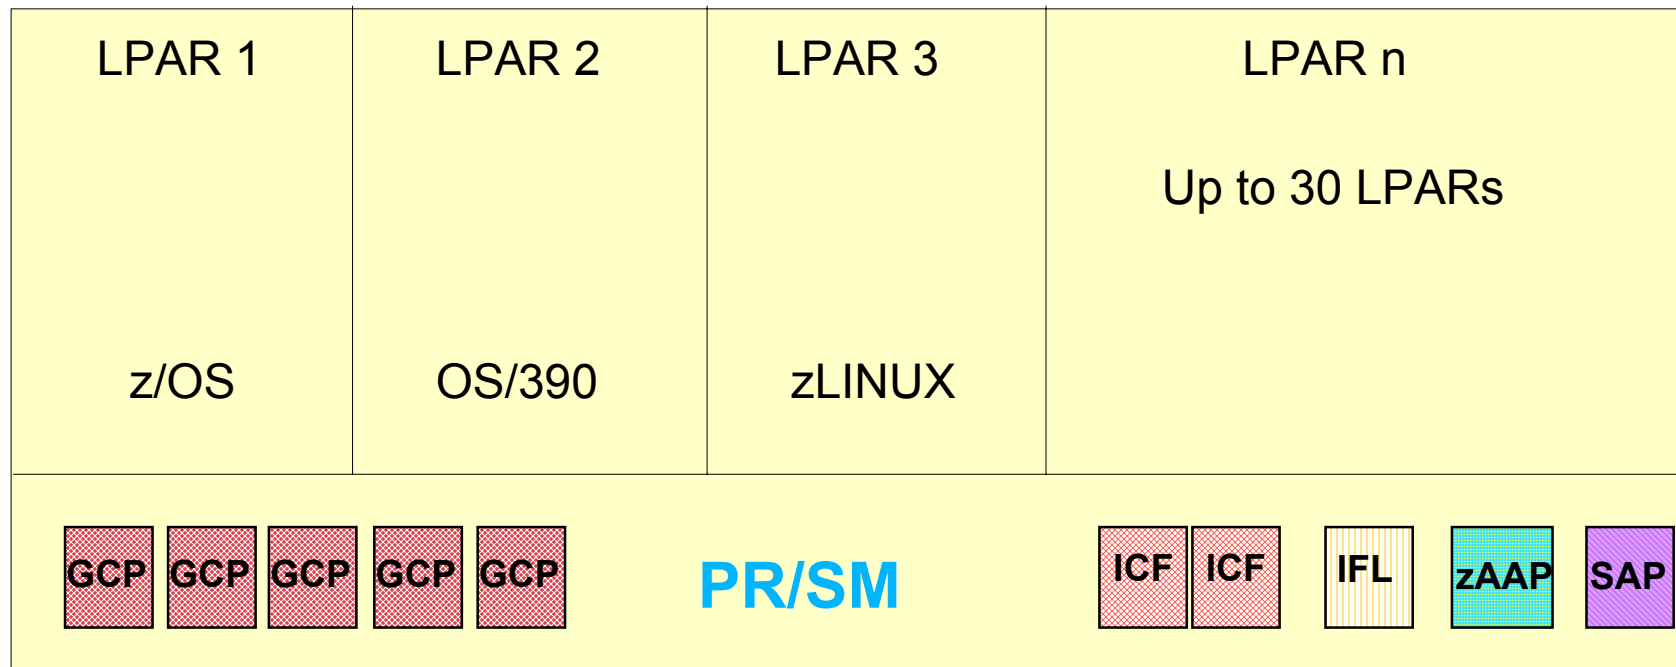 LPAR 1
LPAR 2
LPAR 3
LPAR n
Up to 30 LPARs
z/OS
OS/390
zLINUX
GCP
GCP
GCP
GCP
GCP
PR/SM
ICF
ICF
IFL
zAAP
SAP